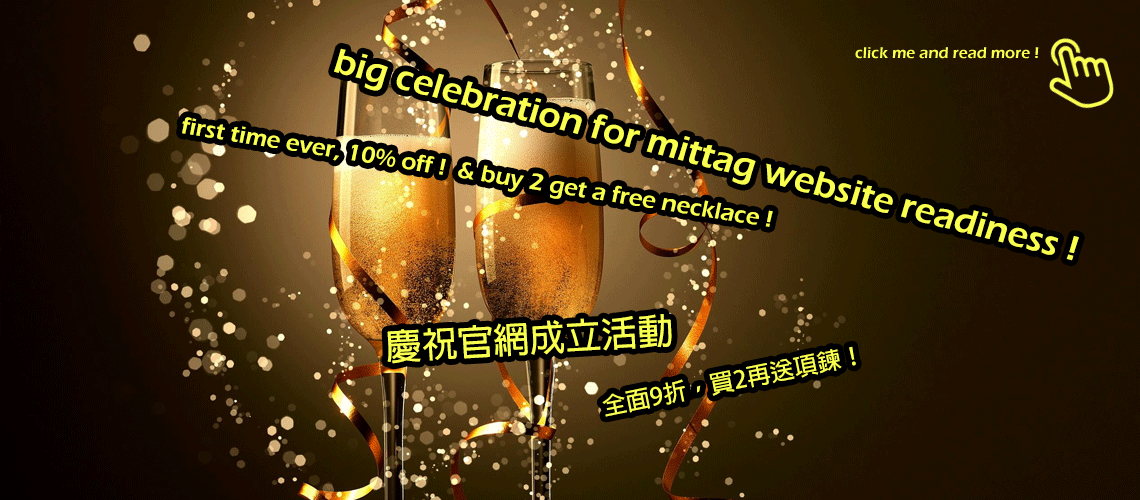 click me and read more !
big celebration for mittag website readiness !
first time ever, 10% off !  & buy 2 get a free necklace !
慶祝官網成立活動
全面9折，買2再送項鍊！